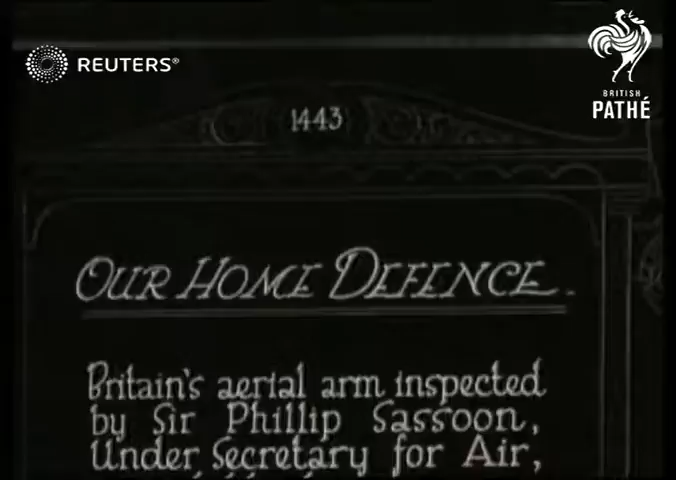 REUTERS®
BRITISH
PATHÉ
1443
OUR HOME DEFENCE.
Britain's aerial arm inspected
by Sir Phillip Sassoon,
Under Secretary for Air,